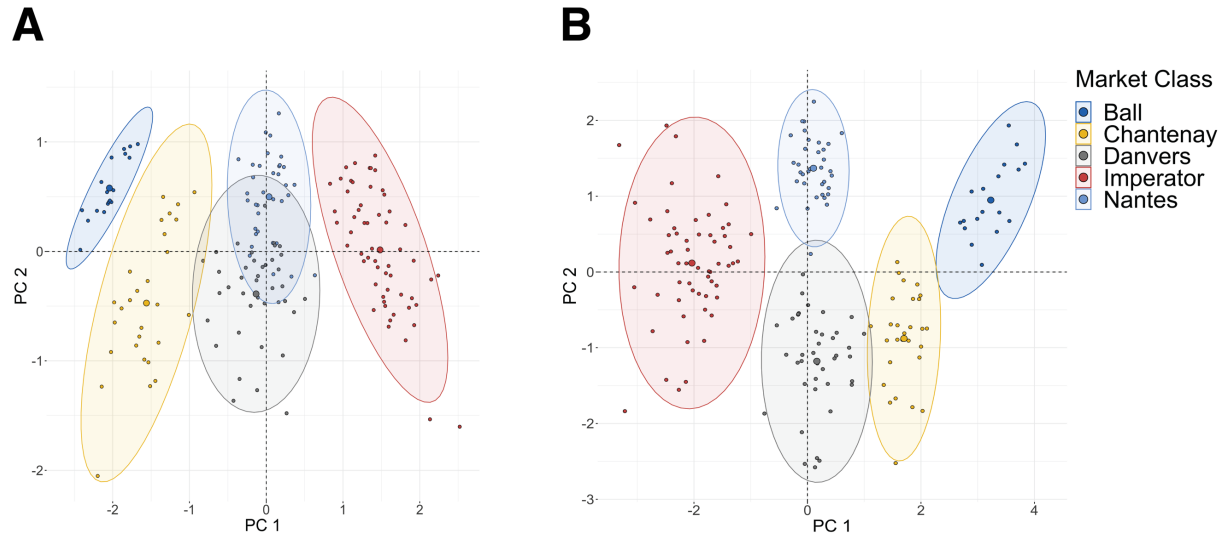 A
B
1
0
-1
-2
PC 2
-2
-1
0
1
2
PC 1
2
1
0
-1
-2
-3
PC 2
-2
0
2
4
PC 1
Market Class
Ball
Chantenay
Danvers
Imperator
Nantes